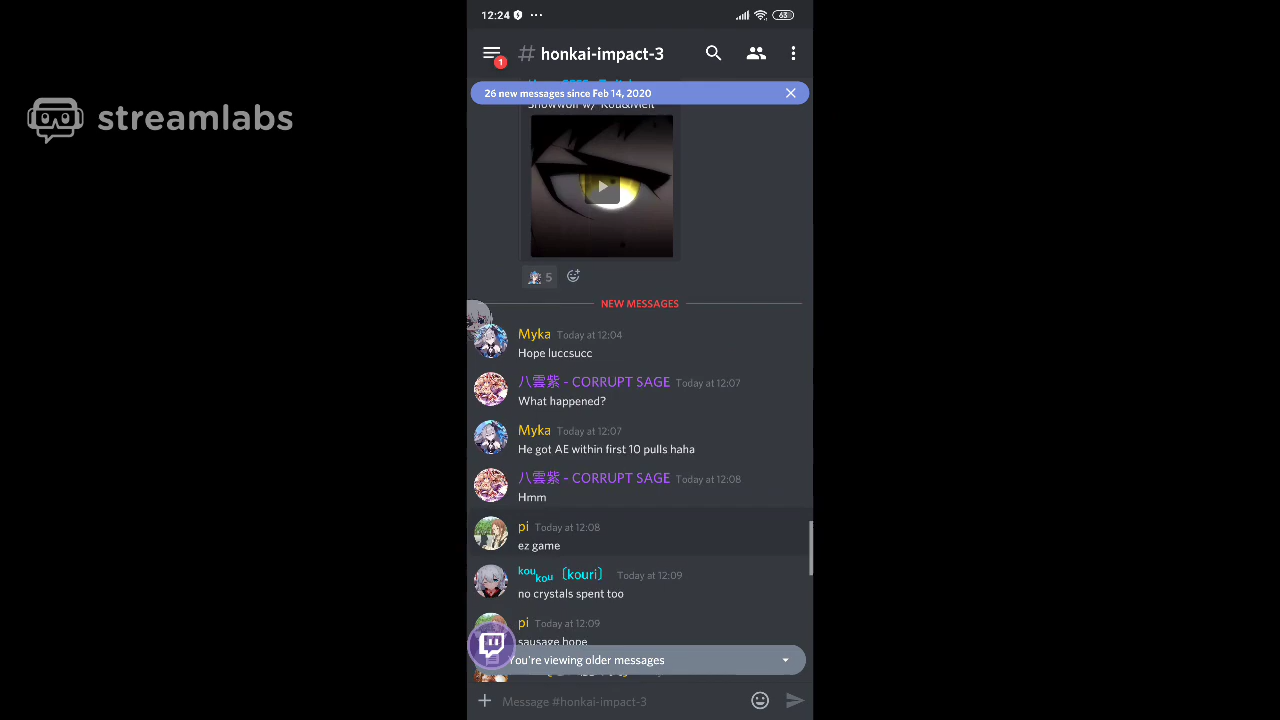 12:24
63
streamlabs
1
# honkai-impact-3
26 new messages since Feb 14, 2020
5
NEW MESSAGES
Myka Today at 12:04
Hope luccsucc
八雲紫 - CORRUPT SAGE Today at 12:07
What happened?
Myka Today at 12:07
He got AE within first 10 pulls haha
八雲紫 - CORRUPT SAGE Today at 12:08
Hmm
pi Today at 12:08
ez game
ᵏᵒᵘₖₒᵤ〔kouri〕 Today at 12:09
no crystals spent too
pi Today at 12:09
sausage hope
You're viewing older messages
Message #honkai-impact-3